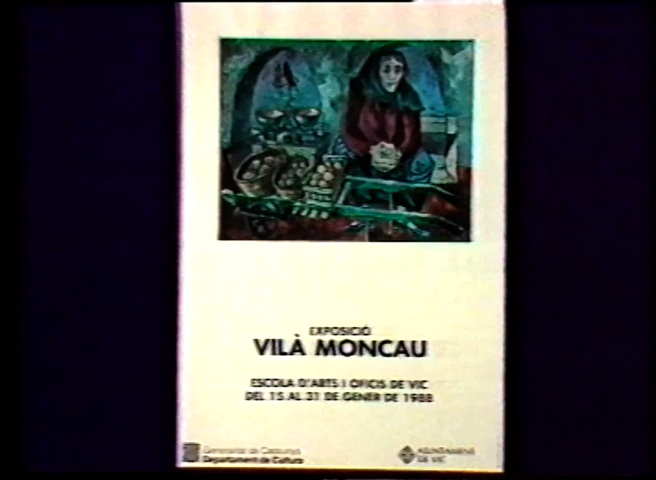 EXPOSICIÓ
VILÀ MONCAU
ESCOLA D'ARTS I OFICIS DE VIC
DEL 15 AL 31 DE GENER DE 1988
Generalitat de Catalunya
Departament de Cultura
AJUNTAMENT
DE VIC